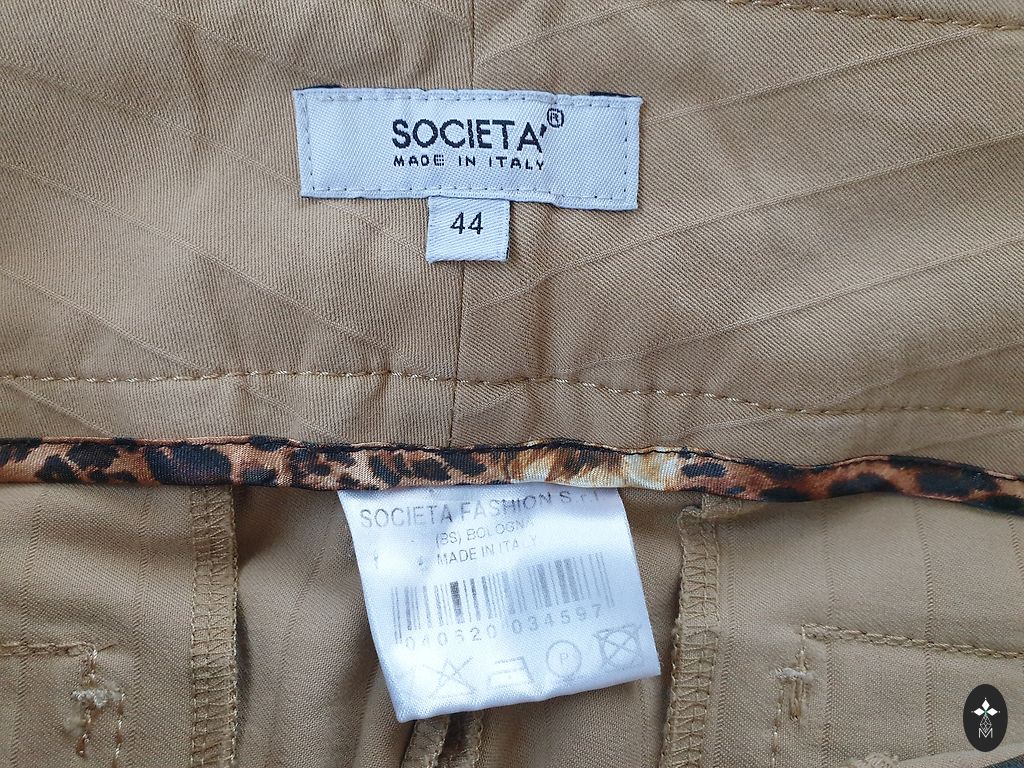 SOCIETA'®
MADE IN ITALY
44
SOCIETA FASHION S.r.l
(BS) BOLOGNA
MADE IN ITALY
040620 034597
P
M